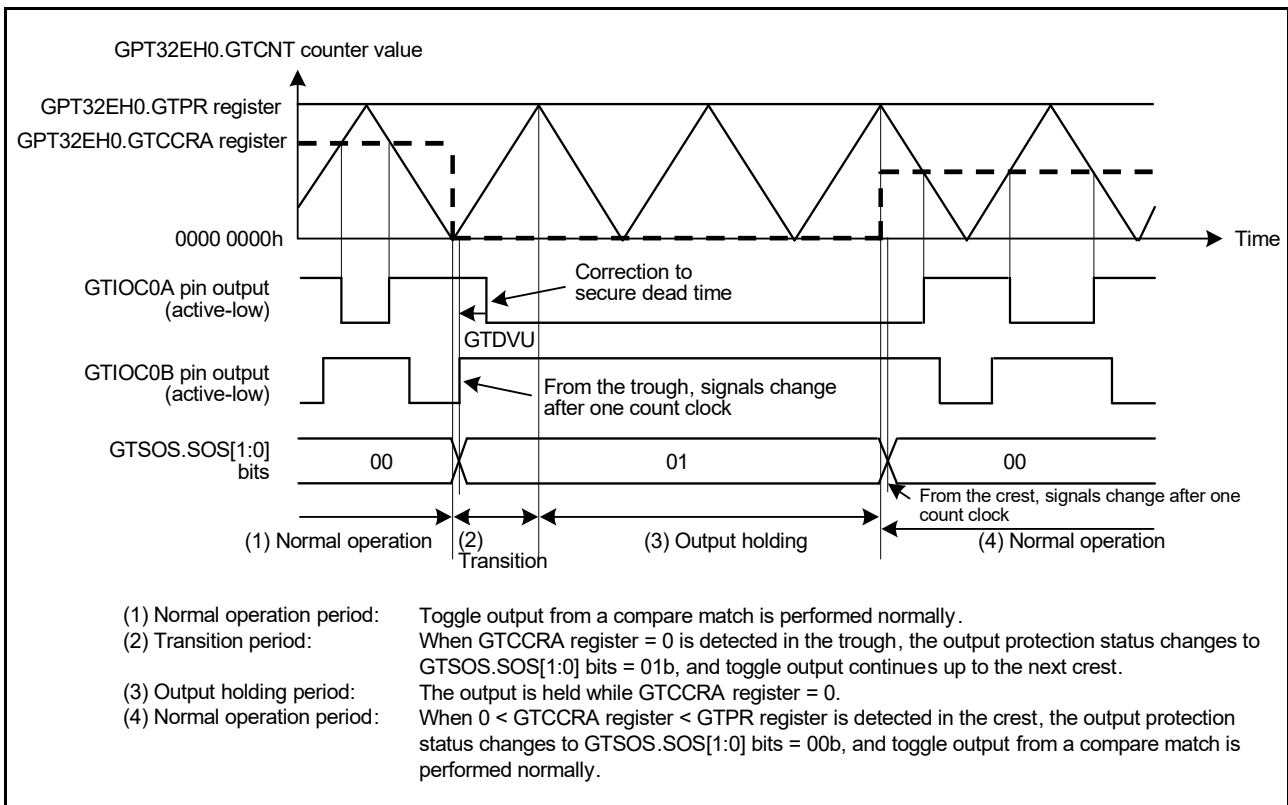 GPT32EH0.GTCNT counter value
GPT32EH0.GTPR register
GPT32EH0.GTCCRA register
0000 0000h
Time
GTIOC0A pin output
(active-low)
Correction to
secure dead time
GTDVU
GTIOC0B pin output
(active-low)
From the trough, signals change
after one count clock
GTSOS.SOS[1:0]
bits
00
01
00
From the crest, signals change after one
count clock
(1) Normal operation
(2)
Transition
(3) Output holding
(4) Normal operation
(1) Normal operation period: Toggle output from a compare match is performed normally.
(2) Transition period: When GTCCRA register = 0 is detected in the trough, the output protection status changes to
GTSOS.SOS[1:0] bits = 01b, and toggle output continues up to the next crest.
(3) Output holding period: The output is held while GTCCRA register = 0.
(4) Normal operation period: When 0 < GTCCRA register < GTPR register is detected in the crest, the output protection
status changes to GTSOS.SOS[1:0] bits = 00b, and toggle output from a compare match is
performed normally.